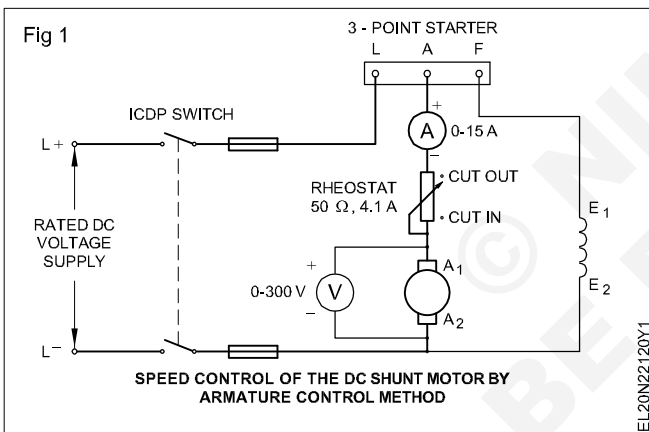 Fig 1
3 - POINT STARTER
L A F
ICDP SWITCH
+
A 0-15 A
−
L +
CUT OUT
RHEOSTAT
50 Ω, 4.1 A
CUT IN
E1
RATED DC
VOLTAGE
SUPPLY
+
0-300 V V
−
A1
A2
E2
L −
SPEED CONTROL OF THE DC SHUNT MOTOR BY
ARMATURE CONTROL METHOD
EL20N22120Y1
© NI
BE